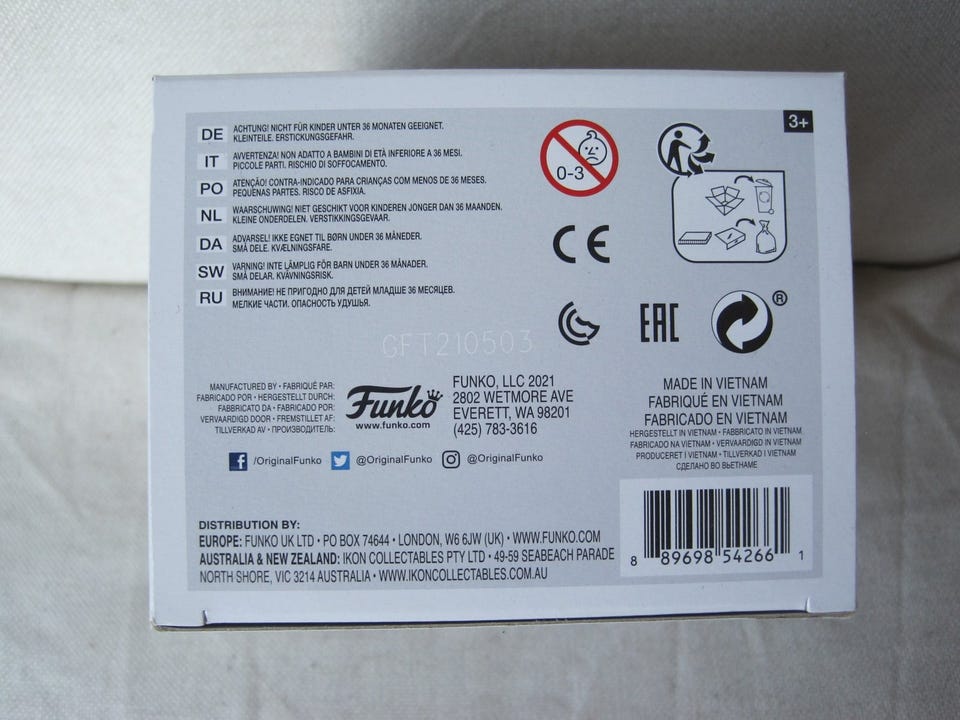 3+
DE ACHTUNG! NICHT FÜR KINDER UNTER 36 MONATEN GEEIGNET.
KLEINTEILE. ERSTICKUNGSGEFAHR.
IT AVVERTENZA! NON ADATTO A BAMBINI DI ETÀ INFERIORE A 36 MESI.
PICCOLE PARTI. RISCHIO DI SOFFOCAMENTO.
PO ATENÇÃO! CONTRA-INDICADO PARA CRIANÇAS COM MENOS DE 36 MESES.
PEQUENAS PARTES. RISCO DE ASFIXIA.
NL WAARSCHUWING! NIET GESCHIKT VOOR KINDEREN JONGER DAN 36 MAANDEN.
KLEINE ONDERDELEN. VERSTIKKINGSGEVAAR.
DA ADVARSEL! IKKE EGNET TIL BØRN UNDER 36 MÅNEDER.
SMÅ DELE. KVÆLNINGSFARE.
SW VARNING! INTE LÄMPLIG FÖR BARN UNDER 36 MÅNADER.
SMÅ DELAR. KVÄVNINGSRISK.
RU ВНИМАНИЕ! НЕ ПРИГОДНО ДЛЯ ДЕТЕЙ МЛАДШЕ 36 МЕСЯЦЕВ.
МЕЛКИЕ ЧАСТИ. ОПАСНОСТЬ УДУШЬЯ.
0-3
CE
EAC
®
GFT210503
MANUFACTURED BY • FABRIQUÉ PAR:
FABRICADO POR • HERGESTELLT DURCH:
FABBRICATO DA • FABRICADO POR:
VERVAARDIGD DOOR • FREMSTILLET AF:
TILLVERKAD AV • ПРОИЗВОДИТЕЛЬ:
Funko
www.funko.com
FUNKO, LLC 2021
2802 WETMORE AVE
EVERETT, WA 98201
(425) 783-3616
/OriginalFunko @OriginalFunko @OriginalFunko
MADE IN VIETNAM
FABRIQUÉ EN VIETNAM
FABRICADO EN VIETNAM
HERGESTELLT IN VIETNAM • FABBRICATO IN VIETNAM
FABRICADO NA VIETNAM • VERVAARDIGD IN VIETNAM
PRODUCERET I VIETNAM • TILLVERKAD I VIETNAM
СДЕЛАНО ВО ВЬЕТНАМЕ
DISTRIBUTION BY:
EUROPE: FUNKO UK LTD • PO BOX 74644 • LONDON, W6 6JW (UK) • WWW.FUNKO.COM
AUSTRALIA & NEW ZEALAND: IKON COLLECTABLES PTY LTD • 49-59 SEABEACH PARADE
NORTH SHORE, VIC 3214 AUSTRALIA • WWW.IKONCOLLECTABLES.COM.AU
8 89698 54266 1